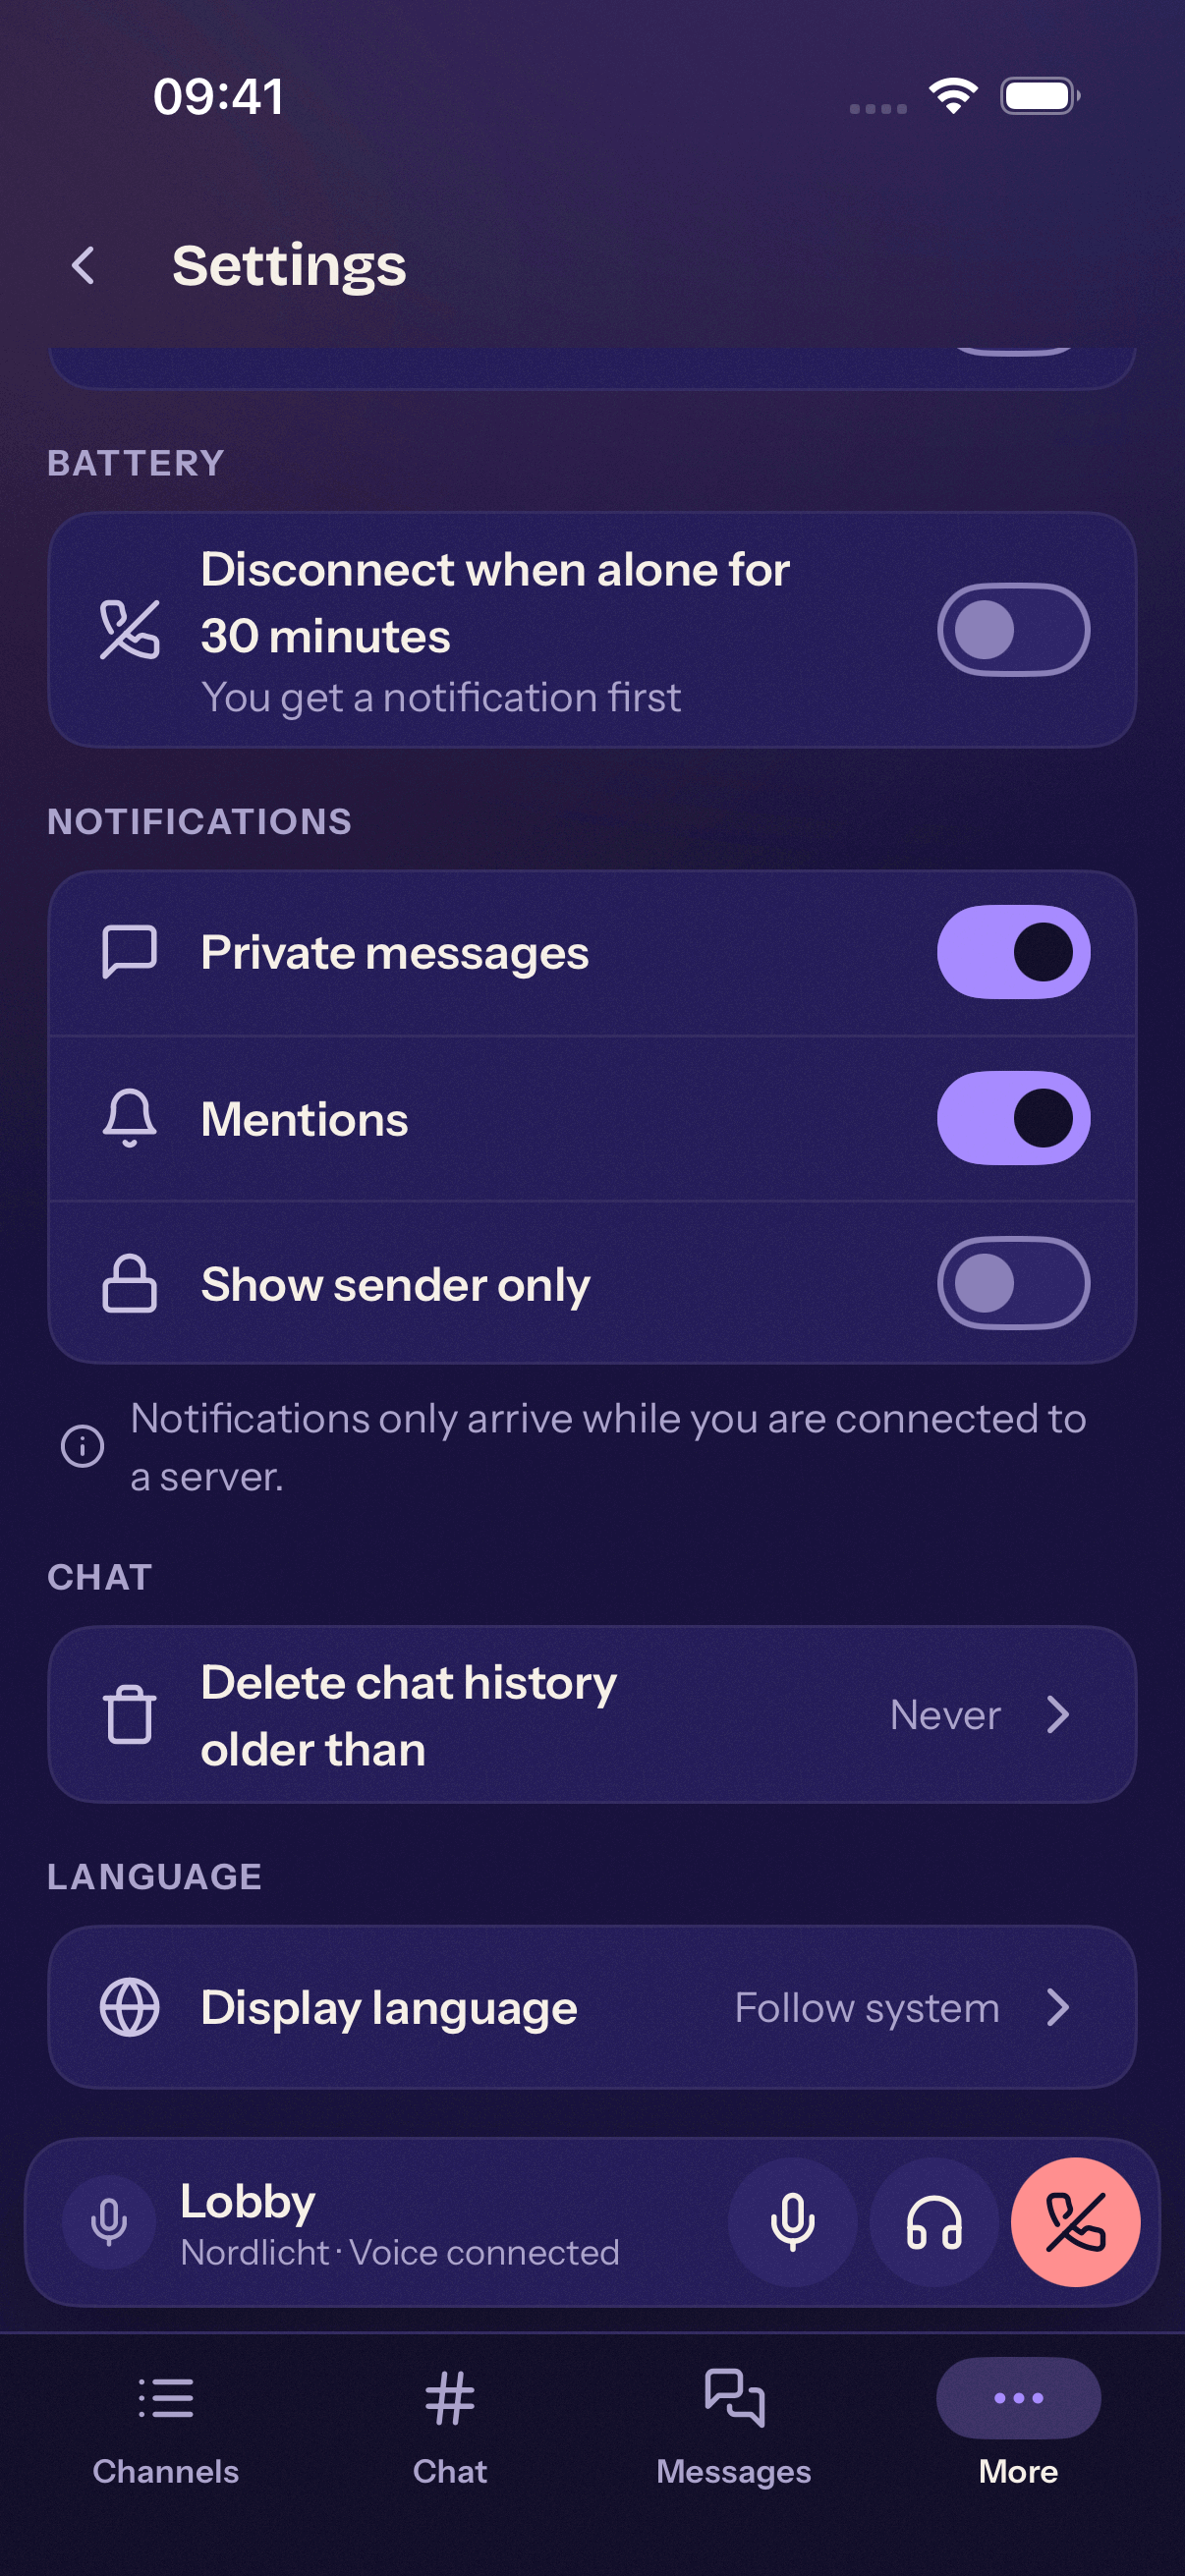 09:41
Settings
BATTERY
Disconnect when alone for
30 minutes
You get a notification first
NOTIFICATIONS
Private messages
Mentions
Show sender only
Notifications only arrive while you are connected to
a server.
CHAT
Delete chat history
older than
Never
LANGUAGE
Display language
Follow system
Lobby
Nordlicht · Voice connected
Channels
Chat
Messages
More